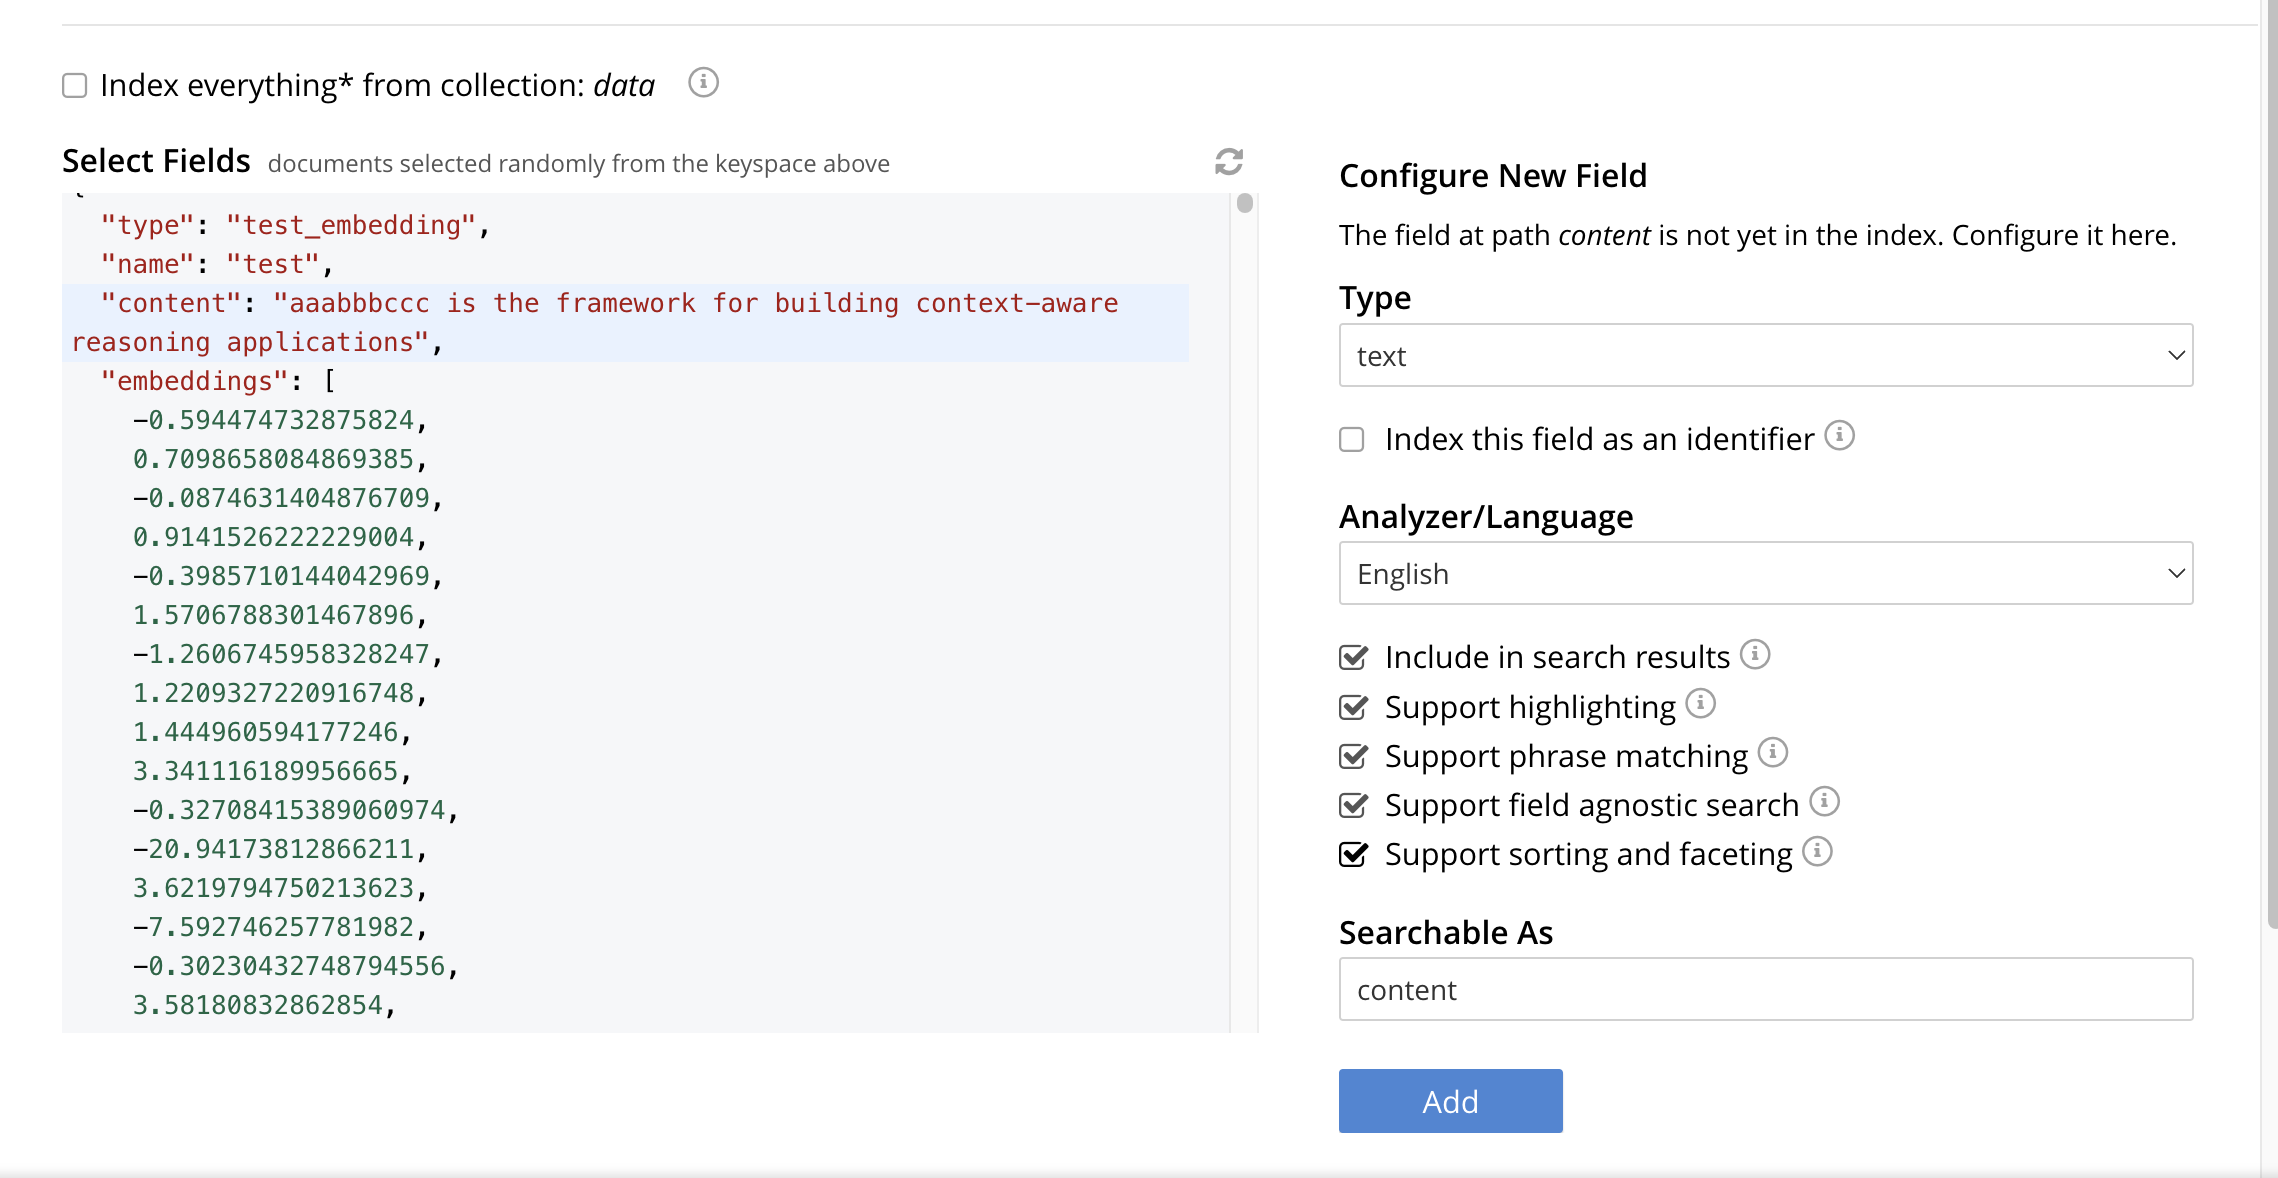 Index everything* from collection: data
Select Fields documents selected randomly from the keyspace above
{
"type": "test_embedding",
"name": "test",
"content": "aaabbbccc is the framework for building context-aware
reasoning applications",
"embeddings": [
-0.594474732875824,
0.7098658084869385,
-0.0874631404876709,
0.9141526222229004,
-0.3985710144042969,
1.5706788301467896,
-1.2606745958328247,
1.2209327220916748,
1.444960594177246,
3.341116189956665,
-0.32708415389060974,
-20.94173812866211,
3.6219794750213623,
-7.592746257781982,
-0.30230432748794556,
3.58180832862854,
Configure New Field
The field at path content is not yet in the index. Configure it here.
Type
text
Index this field as an identifier
Analyzer/Language
English
Include in search results
Support highlighting
Support phrase matching
Support field agnostic search
Support sorting and faceting
Searchable As
content
Add